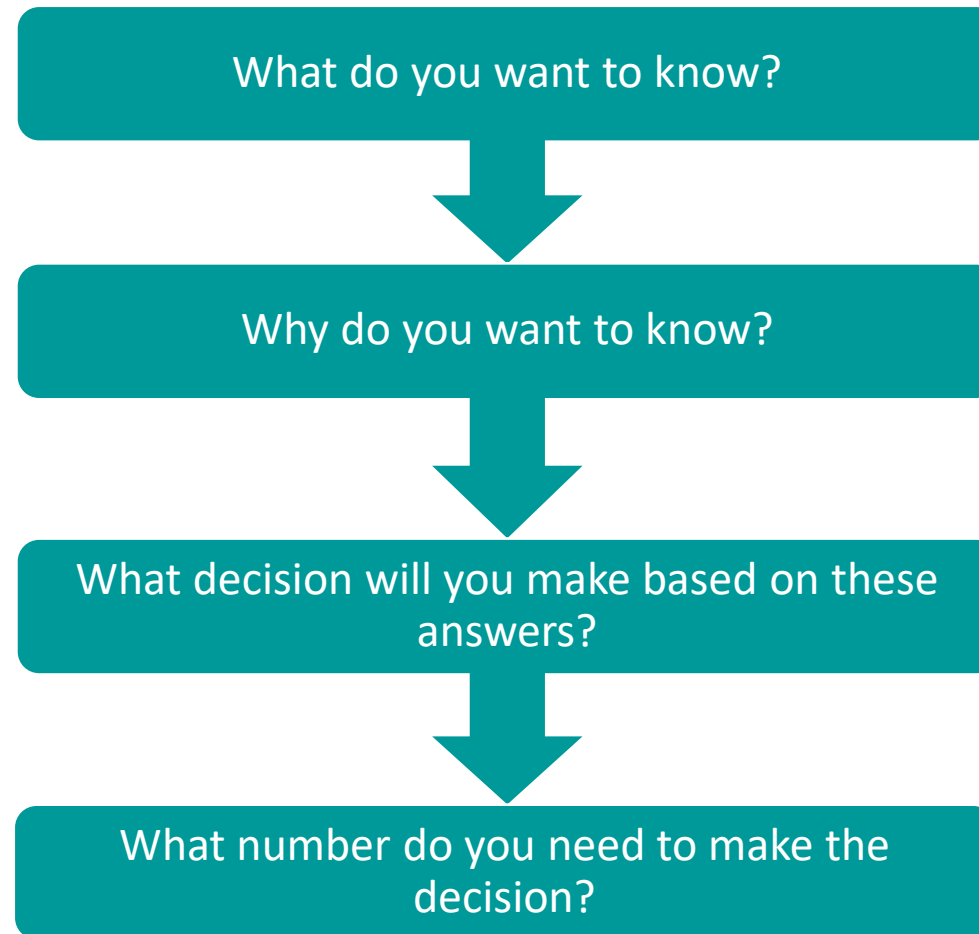 What do you want to know?
Why do you want to know?
What decision will you make based on these
answers?
What number do you need to make the
decision?